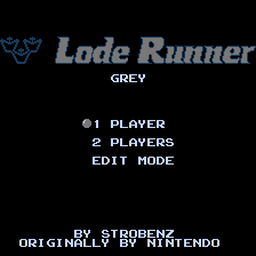 Lode Runner
GREY
1 PLAYER
2 PLAYERS
EDIT MODE
BY STROBENZ
ORIGINALLY BY NINTENDO